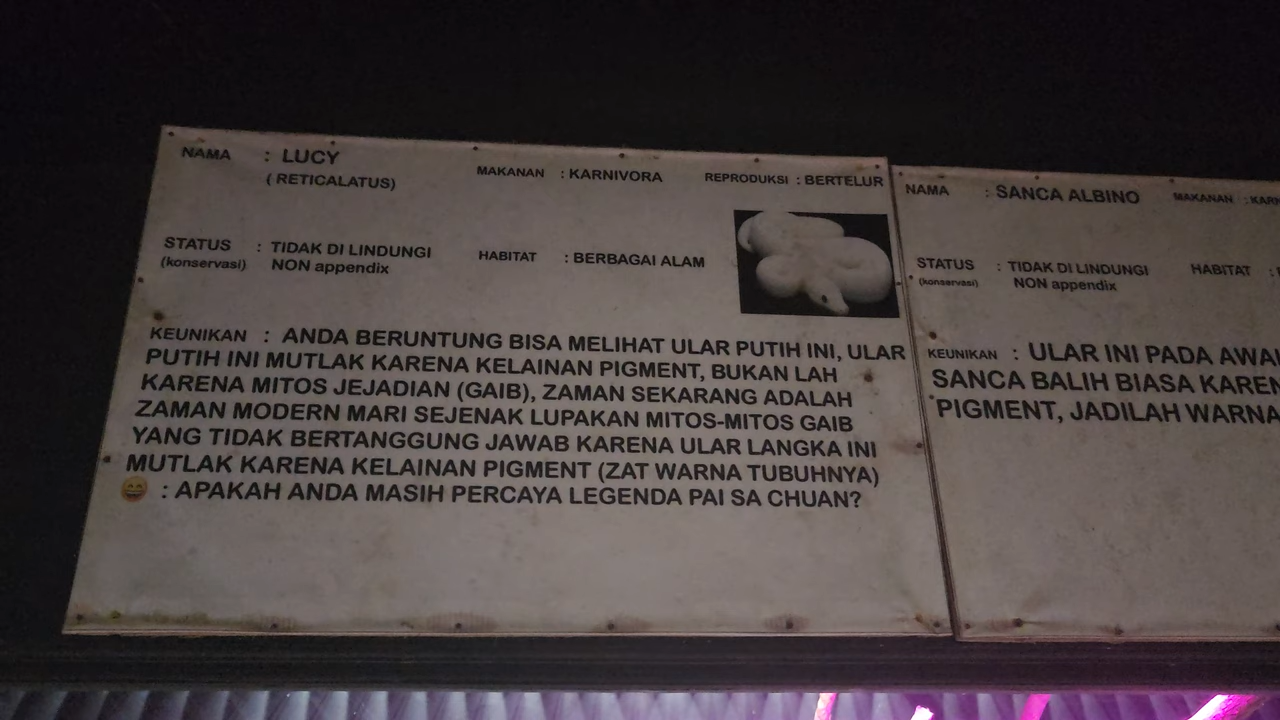 NAMA : LUCY
(RETICALATUS)
MAKANAN : KARNIVORA
REPRODUKSI : BERTELUR
STATUS : TIDAK DI LINDUNGI
(konservasi) NON appendix
HABITAT : BERBAGAI ALAM
KEUNIKAN : ANDA BERUNTUNG BISA MELIHAT ULAR PUTIH INI, ULAR
PUTIH INI MUTLAK KARENA KELAINAN PIGMENT, BUKAN LAH
KARENA MITOS JEJADIAN (GAIB), ZAMAN SEKARANG ADALAH
ZAMAN MODERN MARI SEJENAK LUPAKAN MITOS-MITOS GAIB
YANG TIDAK BERTANGGUNG JAWAB KARENA ULAR LANGKA INI
MUTLAK KARENA KELAINAN PIGMENT (ZAT WARNA TUBUHNYA)
😄 : APAKAH ANDA MASIH PERCAYA LEGENDA PAI SA CHUAN?
NAMA : SANCA ALBINO
MAKANAN : KARN
STATUS : TIDAK DI LINDUNGI
(konservasi) NON appendix
HABITAT :
KEUNIKAN : ULAR INI PADA AWAL
SANCA BALIH BIASA KAREN
PIGMENT, JADILAH WARNA